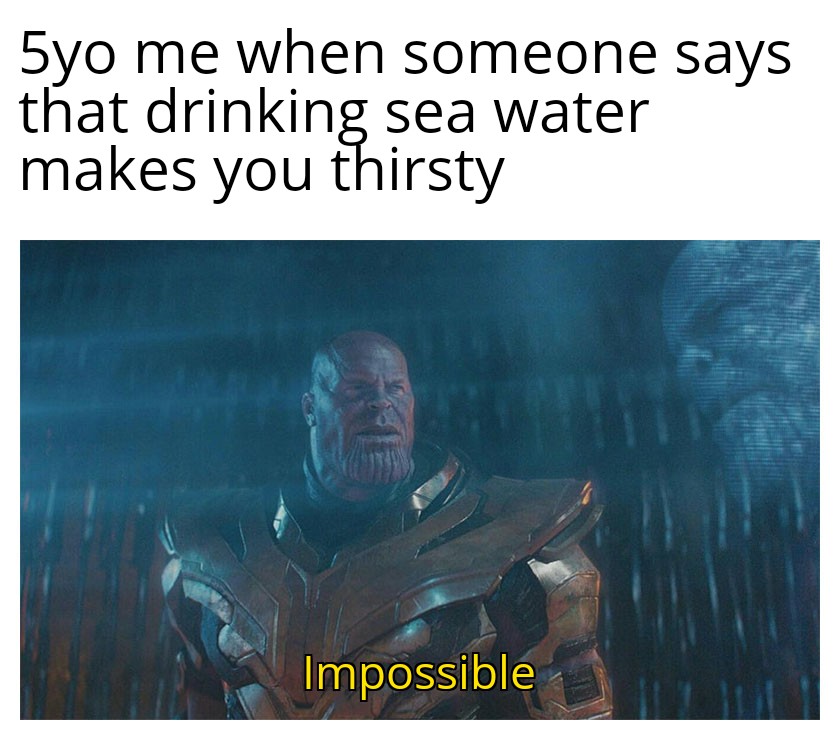 5yo me when someone says
that drinking sea water
makes you thirsty
Impossible